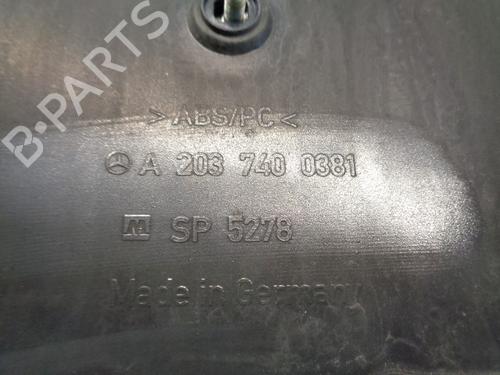 >ABS/PC<
A 203 740 0381
M SP 5278
Made in Germany
B-PARTS